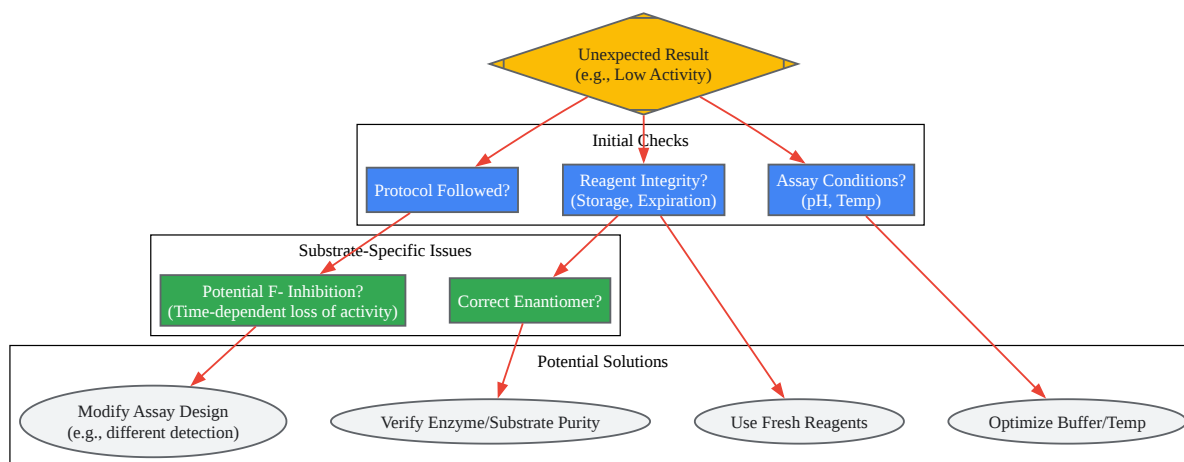 Unexpected Result
(e.g., Low Activity)
Initial Checks
Protocol Followed?
Reagent Integrity?
(Storage, Expiration)
Assay Conditions?
(pH, Temp)
Substrate-Specific Issues
Potential F- Inhibition?
(Time-dependent loss of activity)
Correct Enantiomer?
Potential Solutions
Modify Assay Design
(e.g., different detection)
Verify Enzyme/Substrate Purity
Use Fresh Reagents
Optimize Buffer/Temp